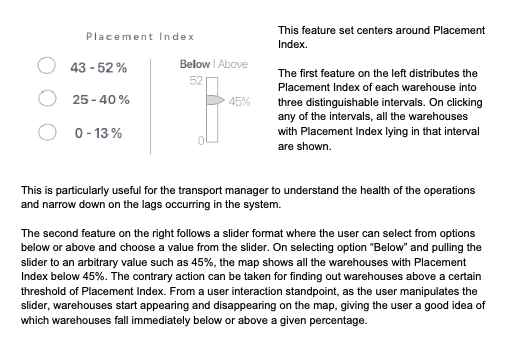 Placement Index
43 - 52 %
25 - 40 %
0 - 13 %
Below | Above
52
45%
0
This feature set centers around Placement
Index.
The first feature on the left distributes the
Placement Index of each warehouse into
three distinguishable intervals. On clicking
any of the intervals, all the warehouses
with Placement Index lying in that interval
are shown.
This is particularly useful for the transport manager to understand the health of the operations
and narrow down on the lags occurring in the system.
The second feature on the right follows a slider format where the user can select from options
below or above and choose a value from the slider. On selecting option “Below” and pulling the
slider to an arbitrary value such as 45%, the map shows all the warehouses with Placement
Index below 45%. The contrary action can be taken for finding out warehouses above a certain
threshold of Placement Index. From a user interaction standpoint, as the user manipulates the
slider, warehouses start appearing and disappearing on the map, giving the user a good idea of
which warehouses fall immediately below or above a given percentage.